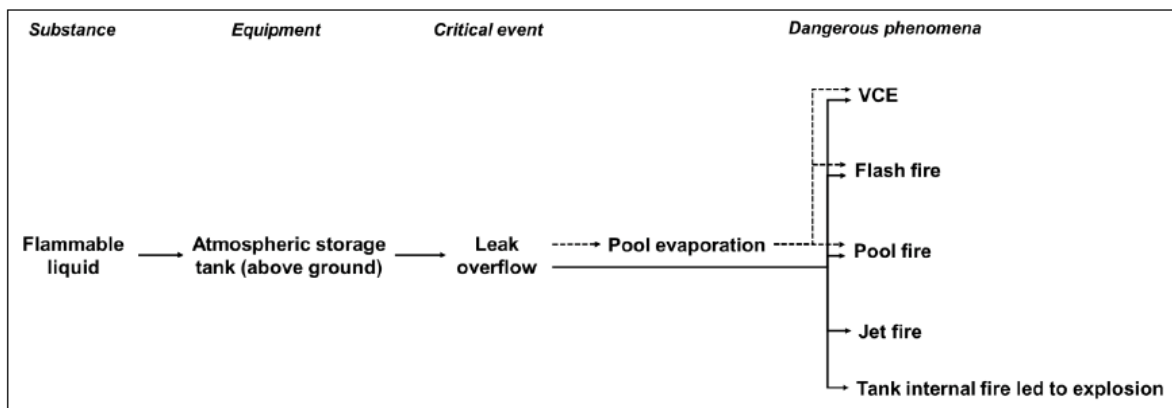 Substance
Equipment
Critical event
Dangerous phenomena
VCE
Flash fire
Flammable
liquid
Atmospheric storage
tank (above ground)
Leak
overflow
Pool evaporation
Pool fire
Jet fire
Tank internal fire led to explosion